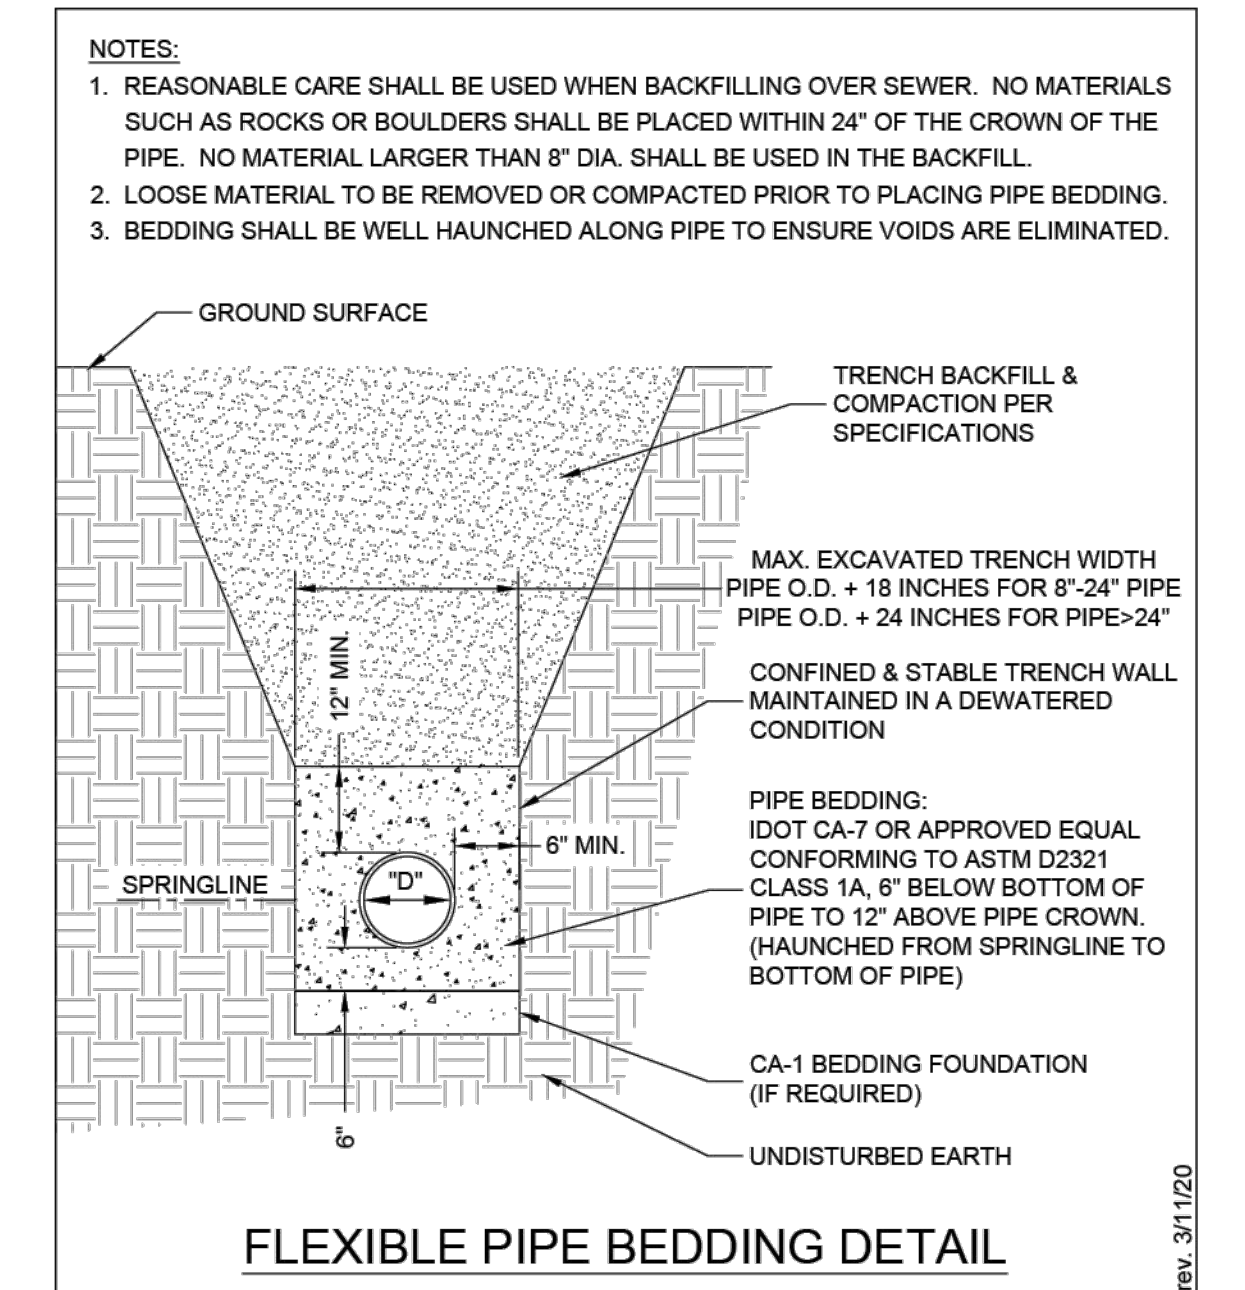 NOTES:
1. REASONABLE CARE SHALL BE USED WHEN BACKFILLING OVER SEWER. NO MATERIALS
SUCH AS ROCKS OR BOULDERS SHALL BE PLACED WITHIN 24" OF THE CROWN OF THE
PIPE. NO MATERIAL LARGER THAN 8" DIA. SHALL BE USED IN THE BACKFILL.
2. LOOSE MATERIAL TO BE REMOVED OR COMPACTED PRIOR TO PLACING PIPE BEDDING.
3. BEDDING SHALL BE WELL HAUNCHED ALONG PIPE TO ENSURE VOIDS ARE ELIMINATED.
GROUND SURFACE
TRENCH BACKFILL &
COMPACTION PER
SPECIFICATIONS
MAX. EXCAVATED TRENCH WIDTH
PIPE O.D. + 18 INCHES FOR 8"-24" PIPE
PIPE O.D. + 24 INCHES FOR PIPE>24"
12" MIN.
CONFINED & STABLE TRENCH WALL
MAINTAINED IN A DEWATERED
CONDITION
6" MIN.
"D"
SPRINGLINE
PIPE BEDDING:
IDOT CA-7 OR APPROVED EQUAL
CONFORMING TO ASTM D2321
CLASS 1A, 6" BELOW BOTTOM OF
PIPE TO 12" ABOVE PIPE CROWN.
(HAUNCHED FROM SPRINGLINE TO
BOTTOM OF PIPE)
CA-1 BEDDING FOUNDATION
(IF REQUIRED)
6"
UNDISTURBED EARTH
FLEXIBLE PIPE BEDDING DETAIL
rev. 3/11/20